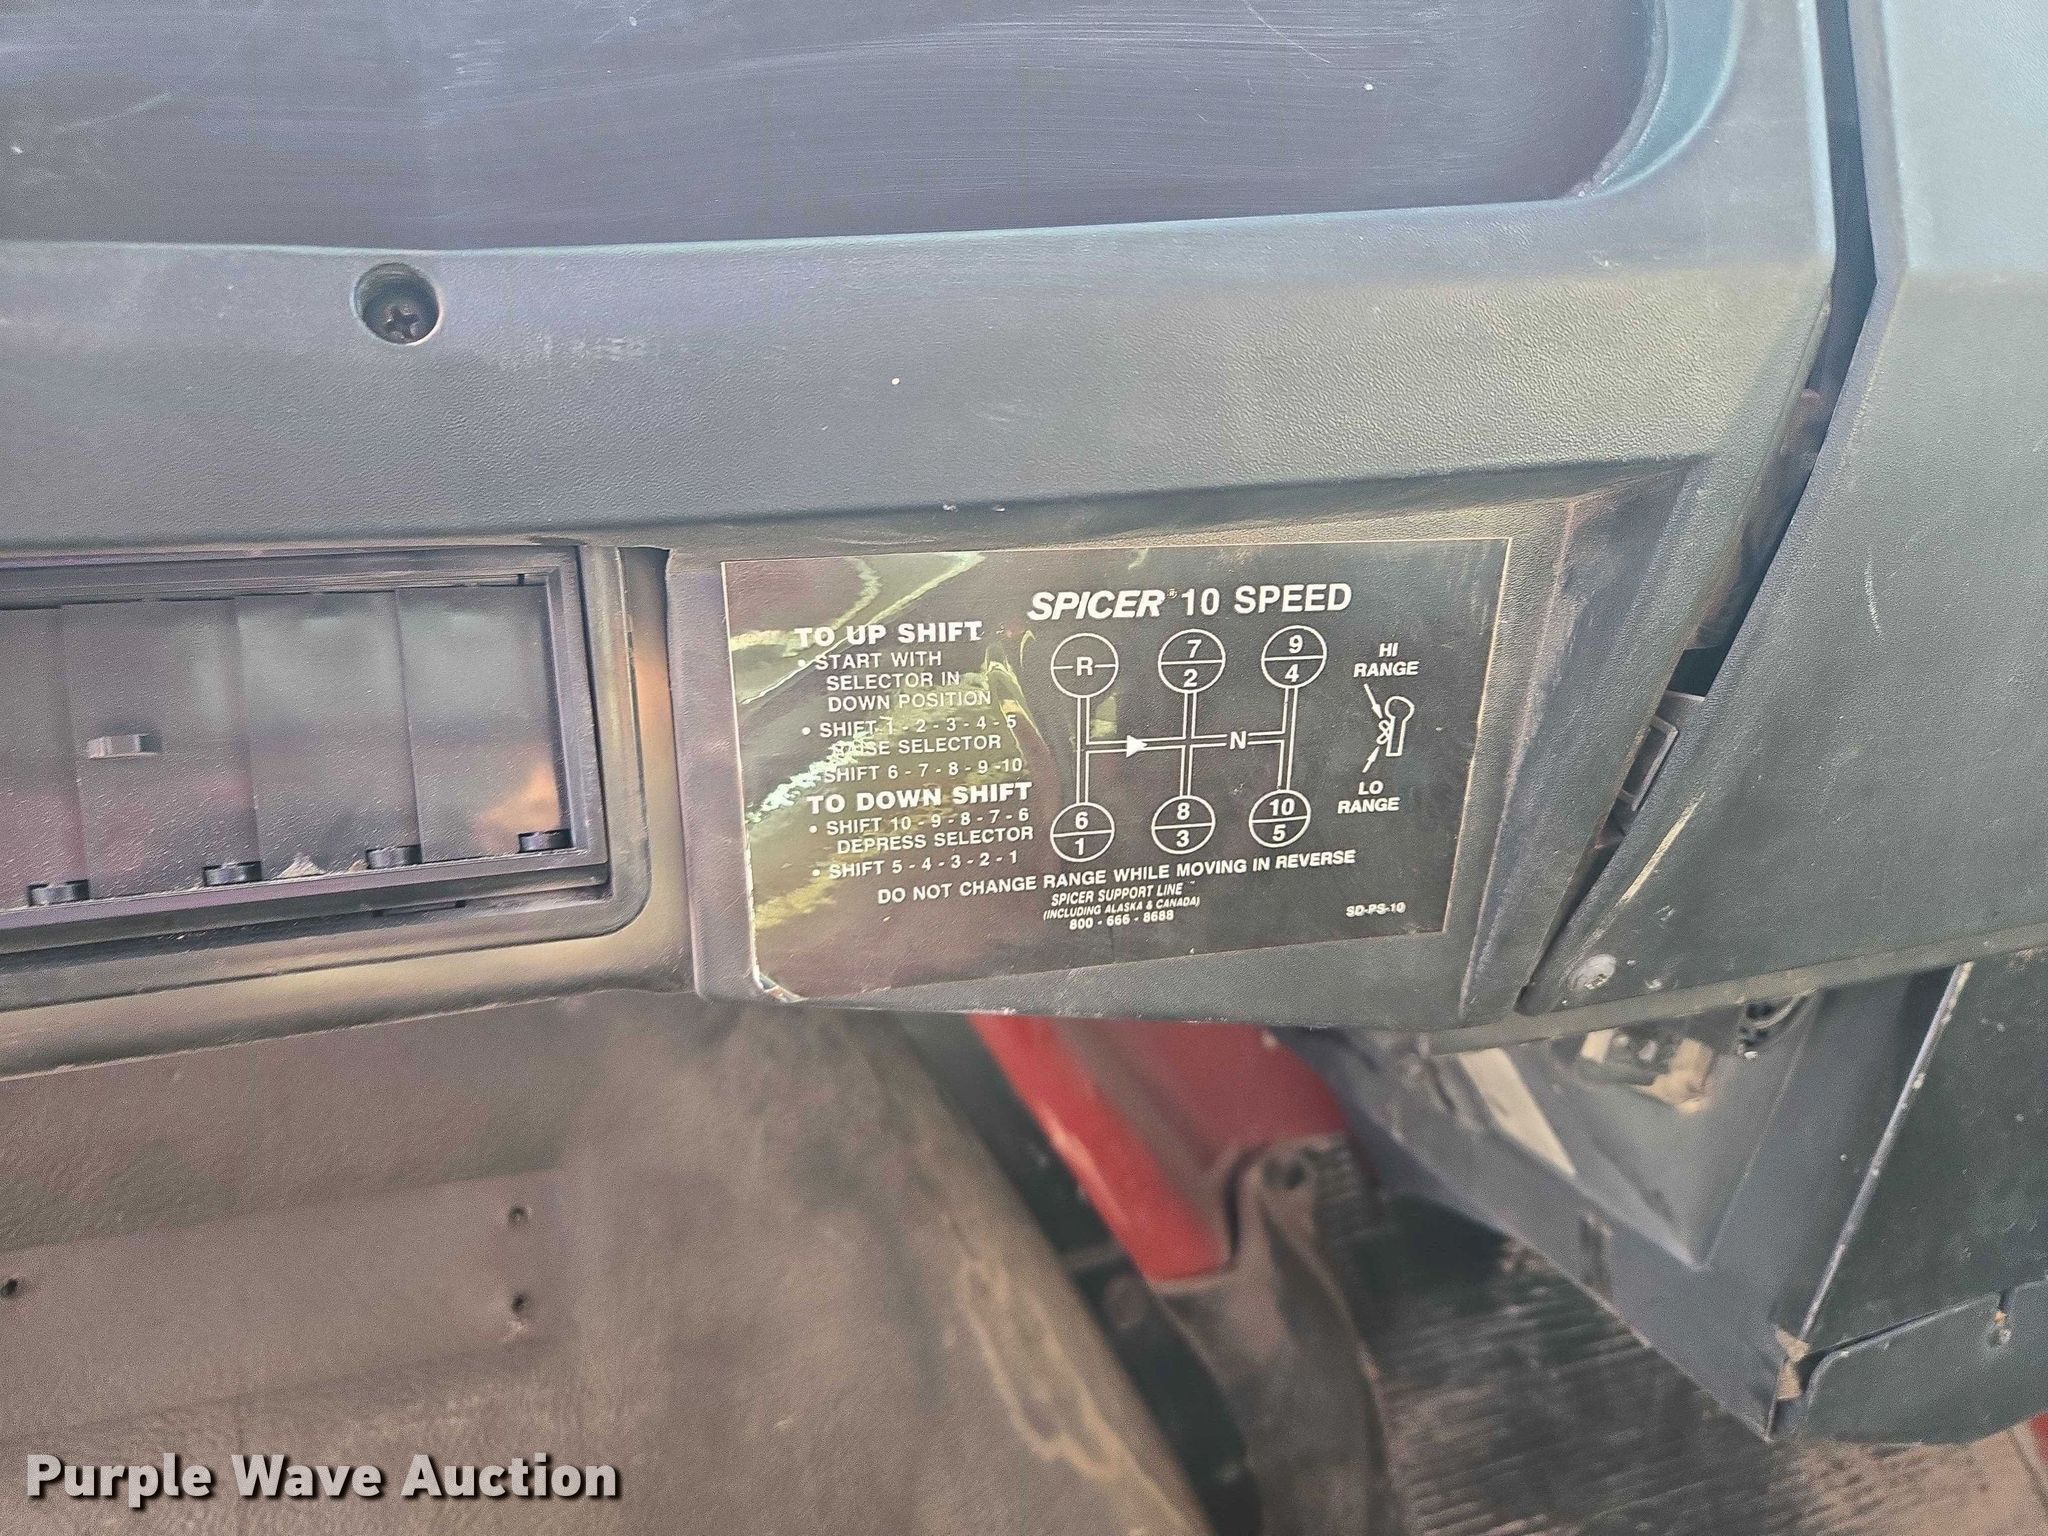 SPICER® 10 SPEED
TO UP SHIFT
• START WITH
SELECTOR IN
DOWN POSITION
• SHIFT 1 - 2 - 3 - 4 - 5
RAISE SELECTOR
• SHIFT 6 - 7 - 8 - 9 - 10
TO DOWN SHIFT
• SHIFT 10 - 9 - 8 - 7 - 6
DEPRESS SELECTOR
• SHIFT 5 - 4 - 3 - 2 - 1
R
7
2
9
4
N
6
1
8
3
10
5
HI
RANGE
LO
RANGE
DO NOT CHANGE RANGE WHILE MOVING IN REVERSE
SPICER SUPPORT LINE™
(INCLUDING ALASKA & CANADA)
800 - 666 - 8688
SD-PS-10
Purple Wave Auction